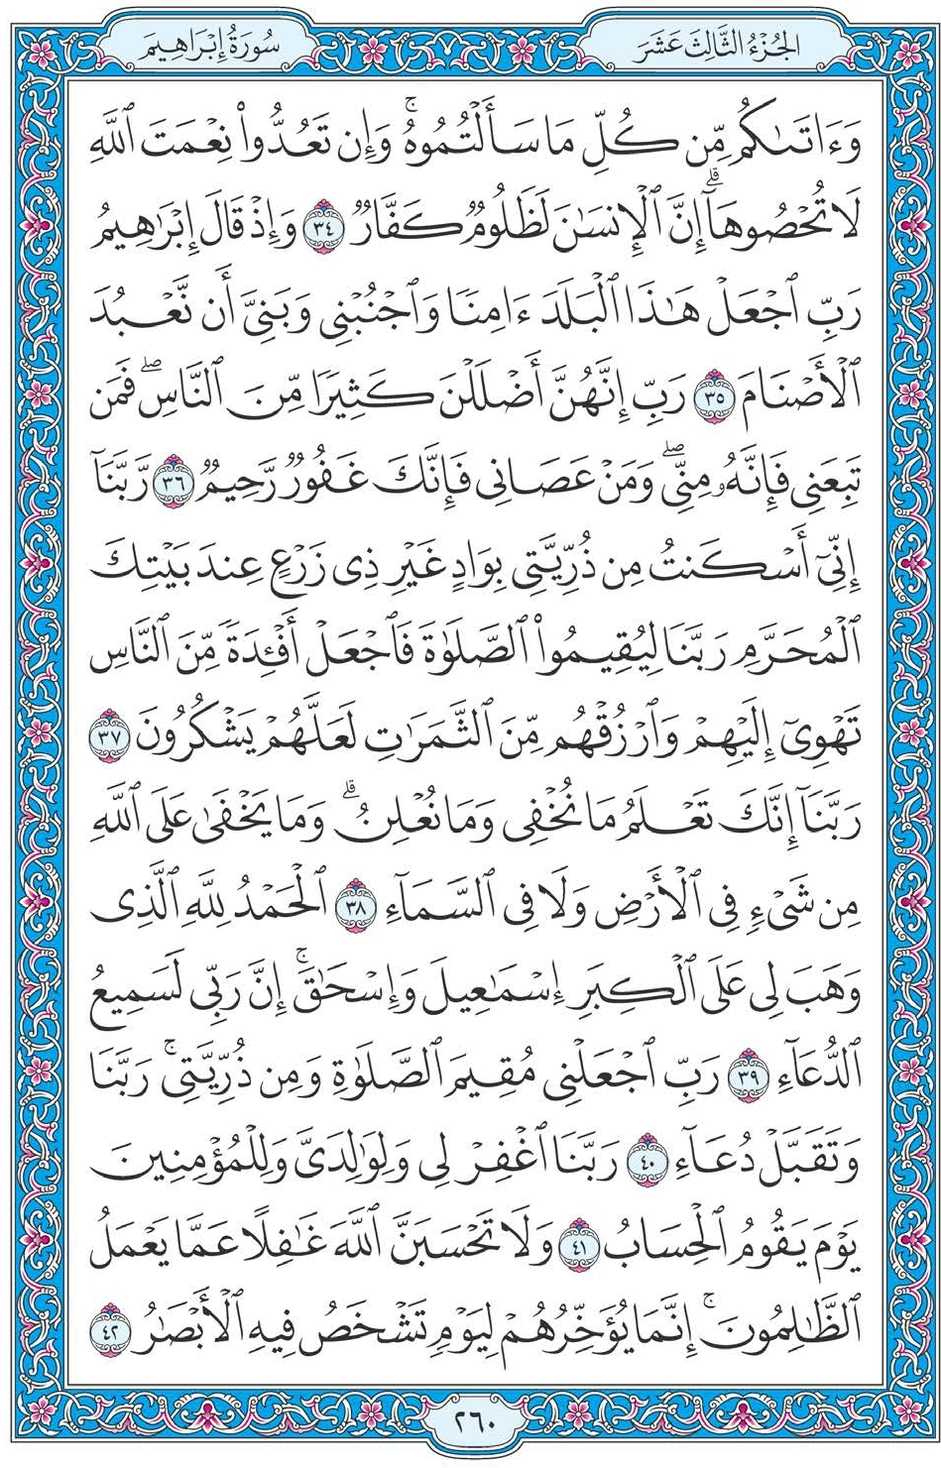 الجُزْءُ الثَّالِثَ عَشَرَ
سُورَةُ إِبْرَاهِيمَ
وَءَاتَىٰكُم مِّن كُلِّ مَا سَأَلْتُمُوهُۚ وَإِن تَعُدُّوا۟ نِعْمَتَ ٱللَّهِ
لَا تُحْصُوهَآۗ إِنَّ ٱلْإِنسَٰنَ لَظَلُومٌ كَفَّارٌ ٣٤ وَإِذْ قَالَ إِبْرَٰهِيمُ
رَبِّ ٱجْعَلْ هَٰذَا ٱلْبَلَدَ ءَامِنًا وَٱجْنُبْنِى وَبَنِىَّ أَن نَّعْبُدَ
ٱلْأَصْنَامَ ٣٥ رَبِّ إِنَّهُنَّ أَضْلَلْنَ كَثِيرًا مِّنَ ٱلنَّاسِۖ فَمَن
تَبِعَنِى فَإِنَّهُۥ مِنِّىۖ وَمَنْ عَصَانِى فَإِنَّكَ غَفُورٌ رَّحِيمٌ ٣٦ رَّبَّنَآ
إِنِّىٓ أَسْكَنتُ مِن ذُرِّيَّتِى بِوَادٍ غَيْرِ ذِى زَرْعٍ عِندَ بَيْتِكَ
ٱلْمُحَرَّمِ رَبَّنَا لِيُقِيمُوا۟ ٱلصَّلَوٰةَ فَٱجْعَلْ أَفْـِٔدَةً مِّنَ ٱلنَّاسِ
تَهْوِىٓ إِلَيْهِمْ وَٱرْزُقْهُم مِّنَ ٱلثَّمَرَٰتِ لَعَلَّهُمْ يَشْكُرُونَ ٣٧
رَبَّنَآ إِنَّكَ تَعْلَمُ مَا نُخْفِى وَمَا نُعْلِنُۗ وَمَا يَخْفَىٰ عَلَى ٱللَّهِ
مِن شَىْءٍ فِى ٱلْأَرْضِ وَلَا فِى ٱلسَّمَآءِ ٣٨ ٱلْحَمْدُ لِلَّهِ ٱلَّذِى
وَهَبَ لِى عَلَى ٱلْكِبَرِ إِسْمَٰعِيلَ وَإِسْحَٰقَۚ إِنَّ رَبِّى لَسَمِيعُ
ٱلدُّعَآءِ ٣٩ رَبِّ ٱجْعَلْنِى مُقِيمَ ٱلصَّلَوٰةِ وَمِن ذُرِّيَّتِىۚ رَبَّنَا
وَتَقَبَّلْ دُعَآءِ ٤٠ رَبَّنَا ٱغْفِرْ لِى وَلِوَٰلِدَىَّ وَلِلْمُؤْمِنِينَ
يَوْمَ يَقُومُ ٱلْحِسَابُ ٤١ وَلَا تَحْسَبَنَّ ٱللَّهَ غَٰفِلًا عَمَّا يَعْمَلُ
ٱلظَّٰلِمُونَۚ إِنَّمَا يُؤَخِّرُهُمْ لِيَوْمٍ تَشْخَصُ فِيهِ ٱلْأَبْصَٰرُ ٤٢
٢٦٠